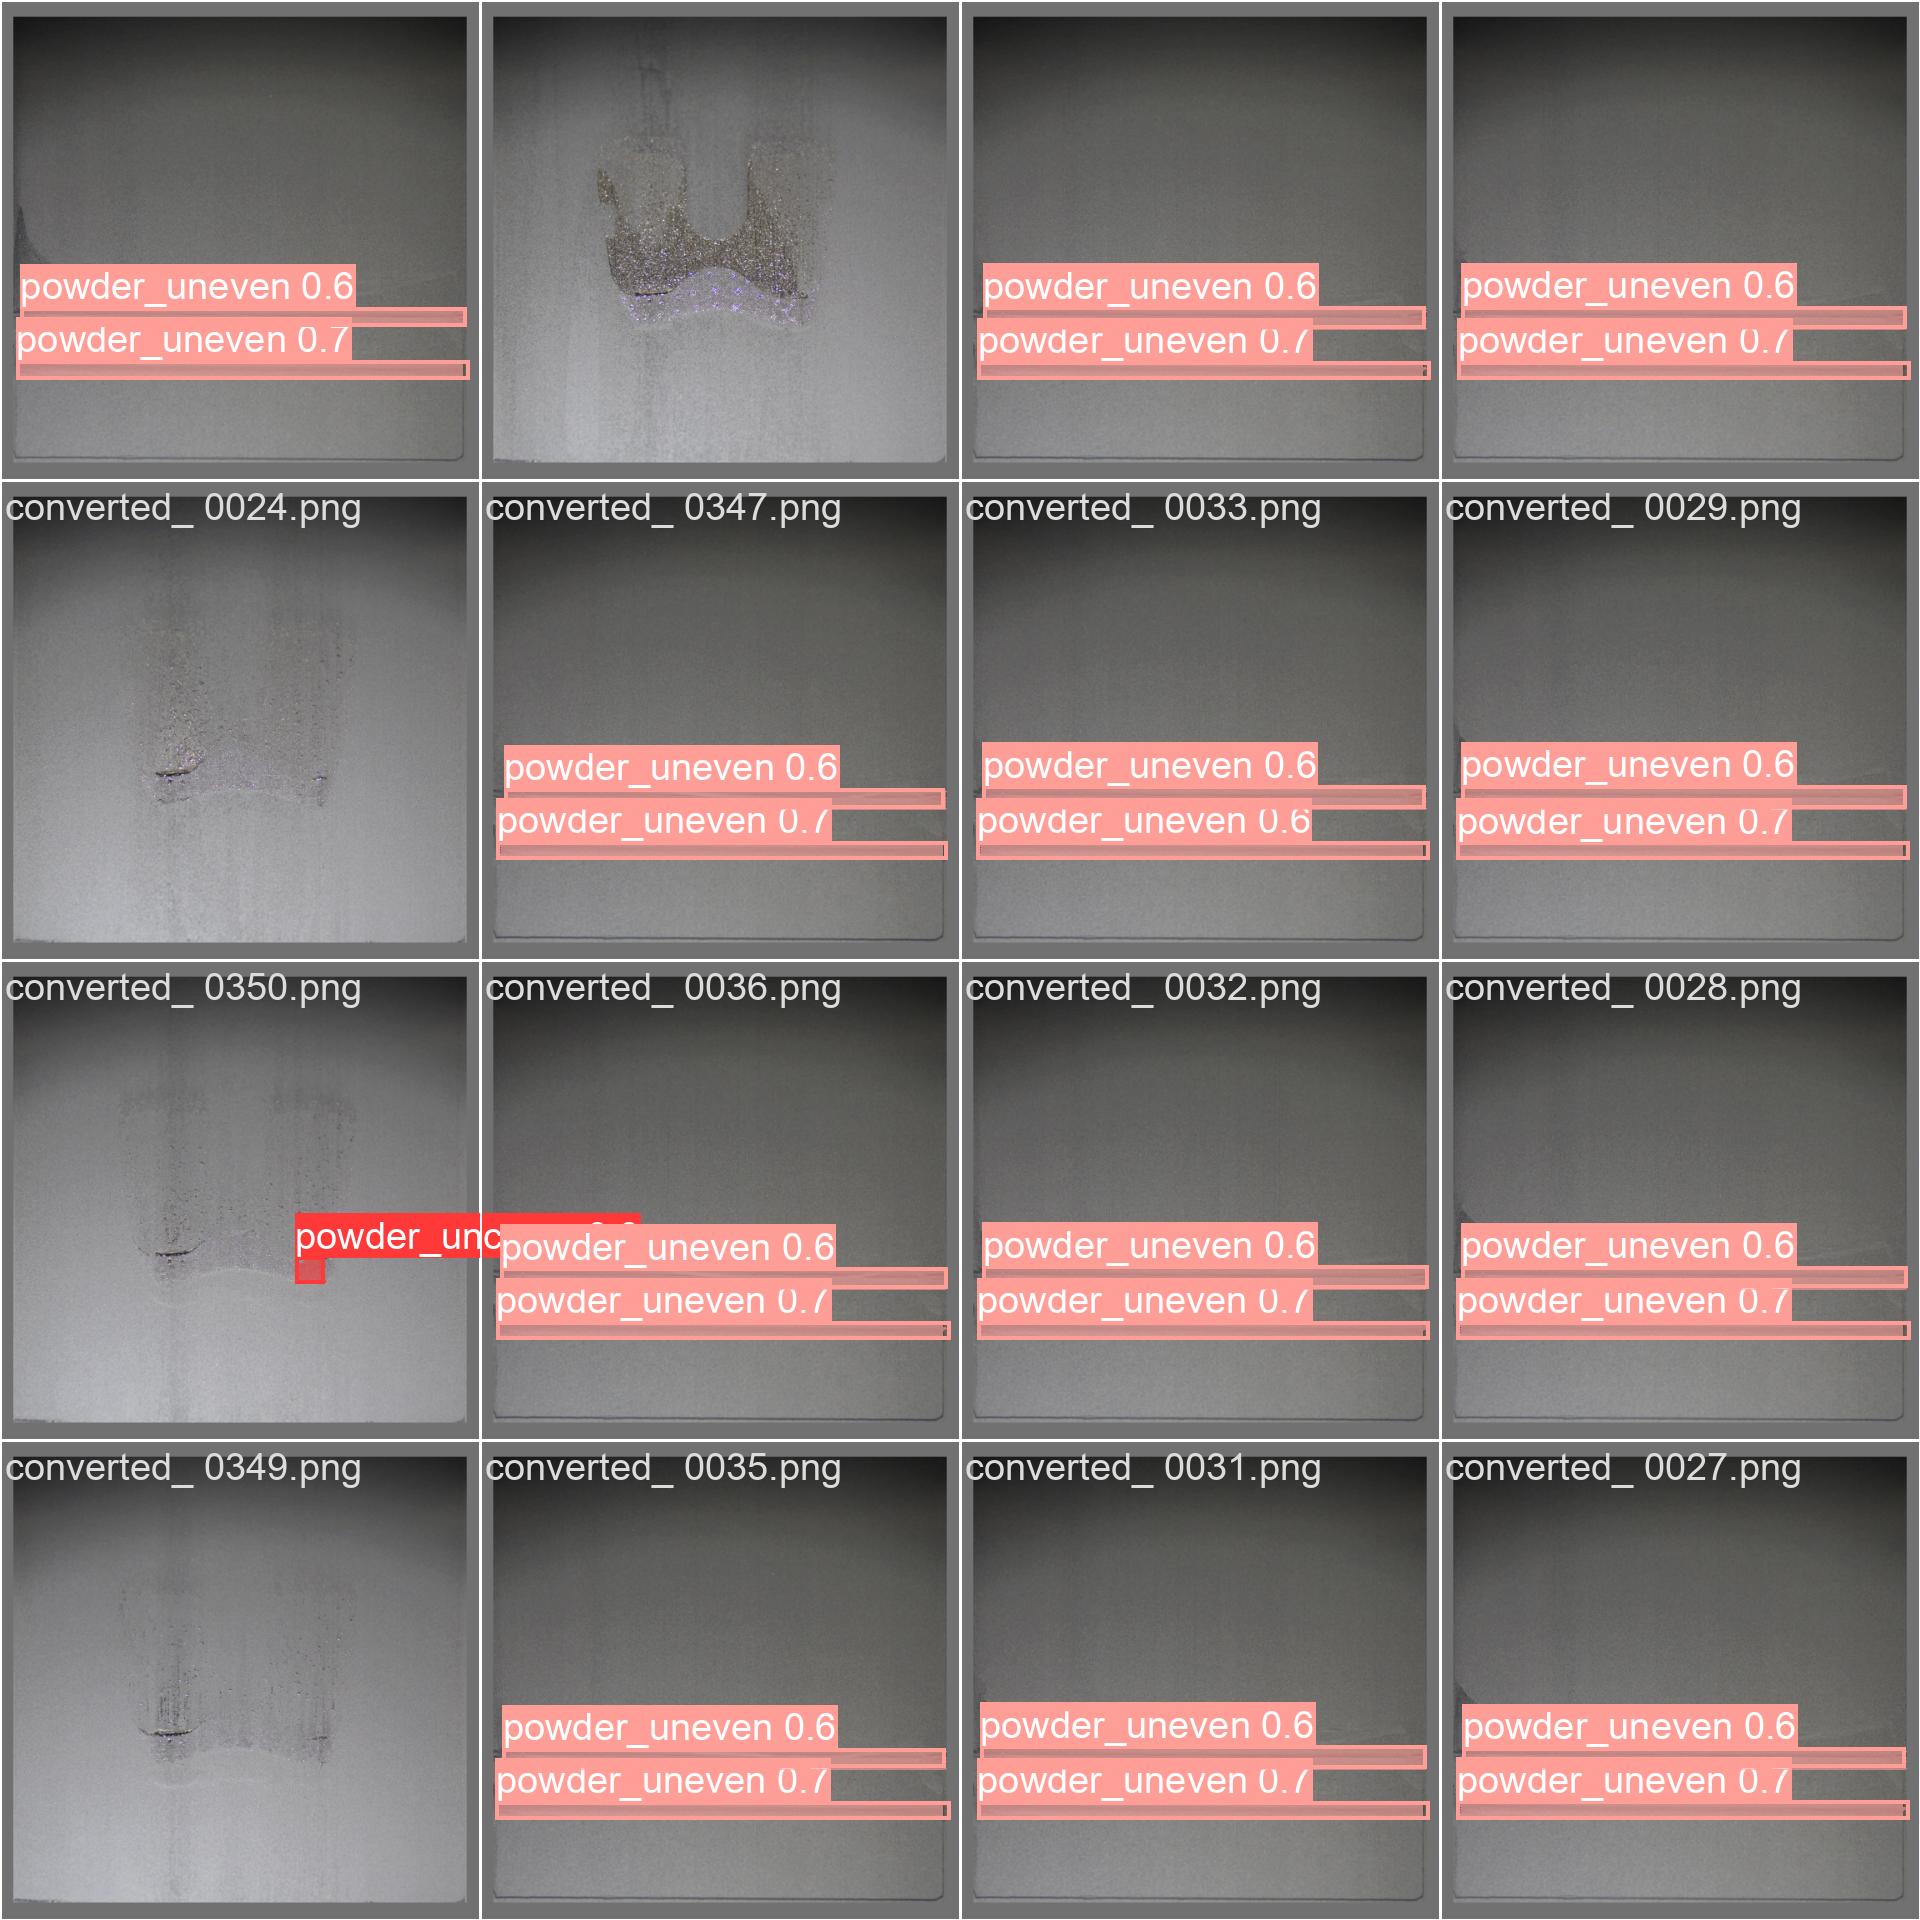 powder_uneven 0.6
powder_uneven 0.7
powder_uneven 0.6
powder_uneven 0.7
powder_uneven 0.6
powder_uneven 0.7
converted_ 0024.png
converted_ 0347.png
converted_ 0033.png
converted_ 0029.png
powder_uneven 0.6
powder_uneven 0.7
powder_uneven 0.6
powder_uneven 0.6
powder_uneven 0.6
powder_uneven 0.7
converted_ 0350.png
converted_ 0036.png
converted_ 0032.png
converted_ 0028.png
powder_unc
powder_uneven 0.6
powder_uneven 0.7
powder_uneven 0.6
powder_uneven 0.7
powder_uneven 0.6
powder_uneven 0.7
converted_ 0349.png
converted_ 0035.png
converted_ 0031.png
converted_ 0027.png
powder_uneven 0.6
powder_uneven 0.7
powder_uneven 0.6
powder_uneven 0.7
powder_uneven 0.6
powder_uneven 0.7